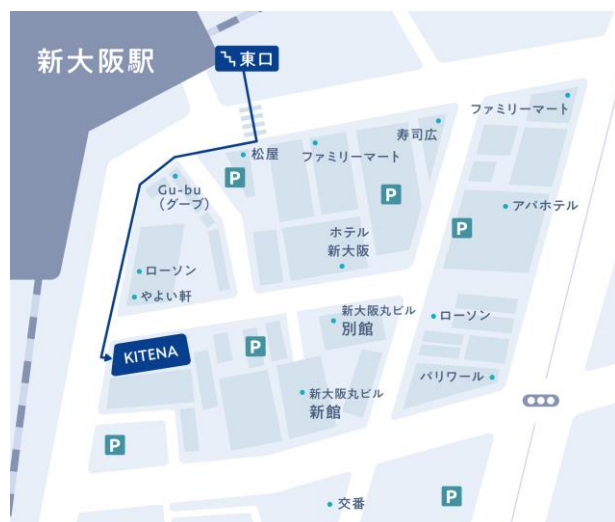 新大阪駅
東口
ファミリーマート
寿司広
松屋
ファミリーマート
P
P
Gu-bu
(グーブ)
アパホテル
ホテル
新大阪
P
ローソン
やよい軒
新大阪丸ビル
別館
ローソン
KITENA
P
パリワール
新大阪丸ビル
新館
P
交番
P